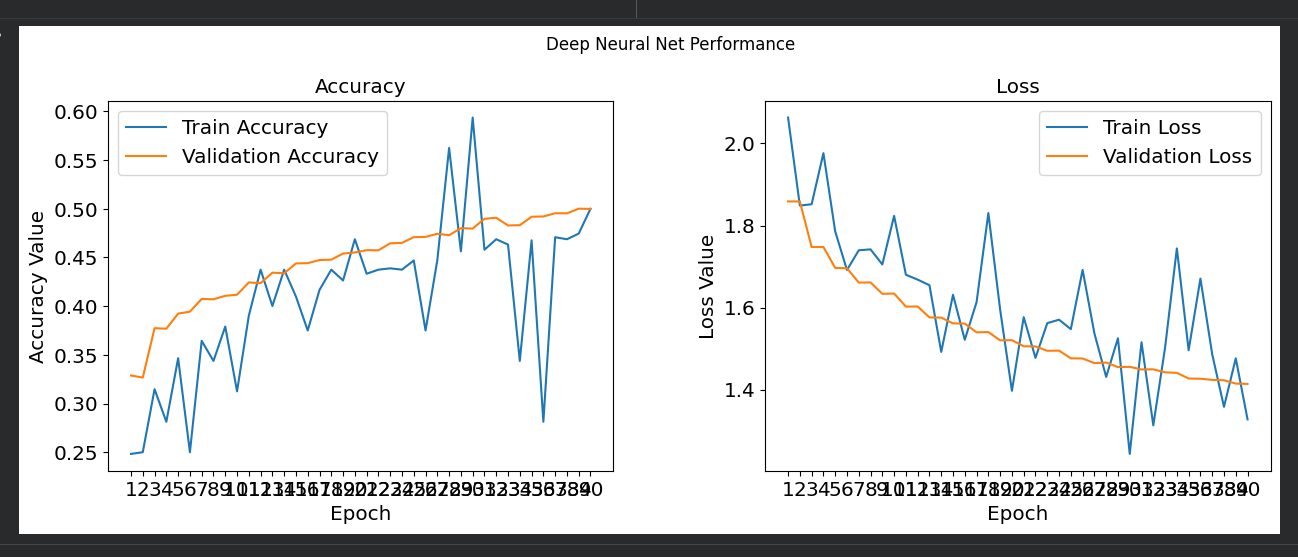 Deep Neural Net Performance
Accuracy
Train Accuracy
Validation Accuracy
Accuracy Value
0.60
0.55
0.50
0.45
0.40
0.35
0.30
0.25
Epoch
Loss
Train Loss
Validation Loss
Loss Value
2.0
1.8
1.6
1.4
Epoch